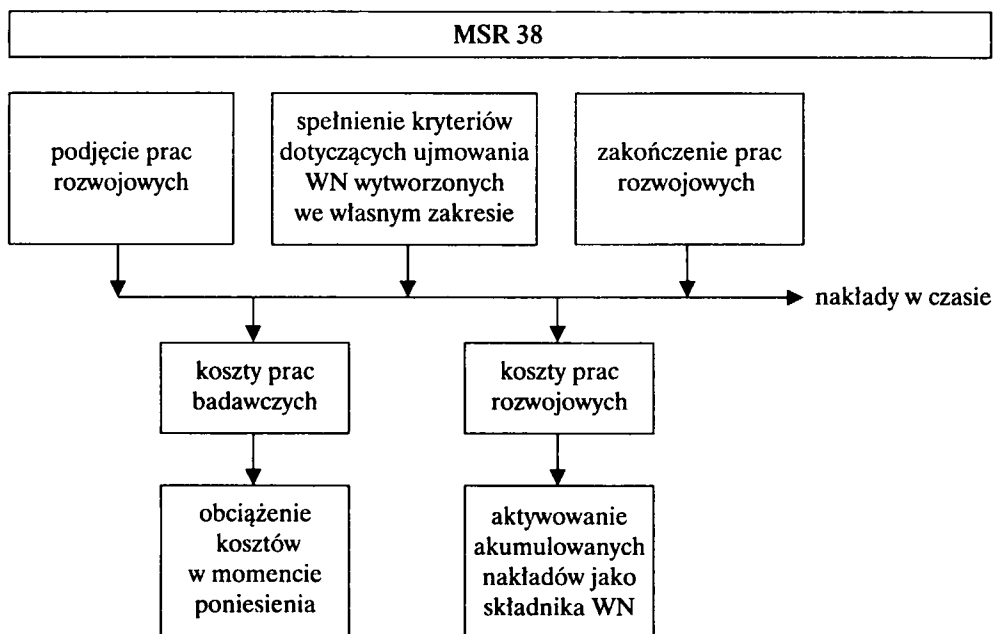 MSR 38
podjęcie prac
rozwojowych
spełnienie kryteriów
dotyczących ujmowania
WN wytworzonych
we własnym zakresie
zakończenie prac
rozwojowych
nakłady w czasie
koszty prac
badawczych
koszty prac
rozwojowych
obciążenie
kosztów
w momencie
poniesienia
aktywowanie
akumulowanych
nakładów jako
składnika WN